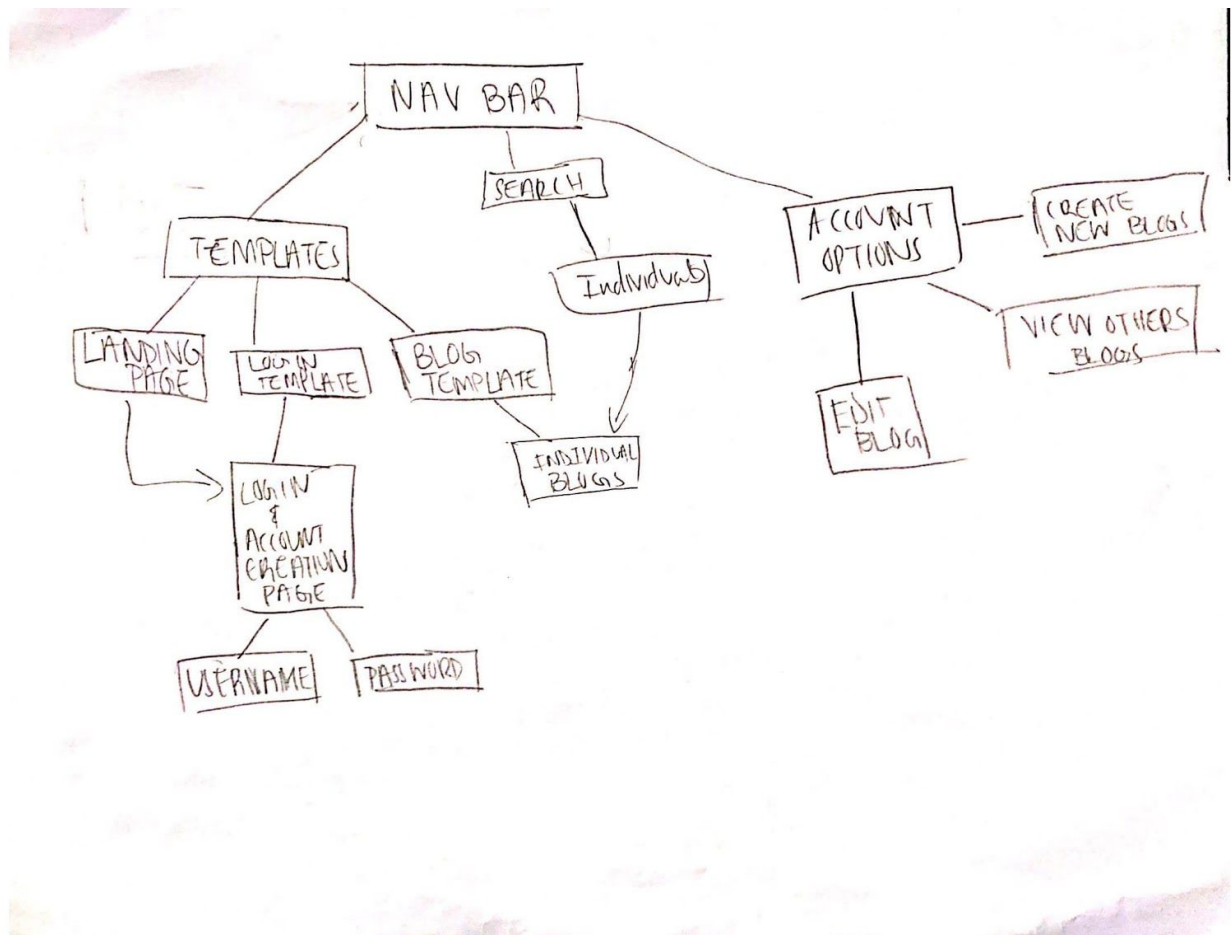 NAV BAR
SEARCH
TEMPLATES
Individuals
ACCOUNT
OPTIONS
CREATE
NEW BLOGS
VIEW OTHERS
BLOGS
LANDING
PAGE
LOGIN
TEMPLATE
BLOG
TEMPLATE
EDIT
BLOG
INDIVIDUAL
BLOGS
LOGIN
&
ACCOUNT
CREATION
PAGE
USERNAME
PASSWORD